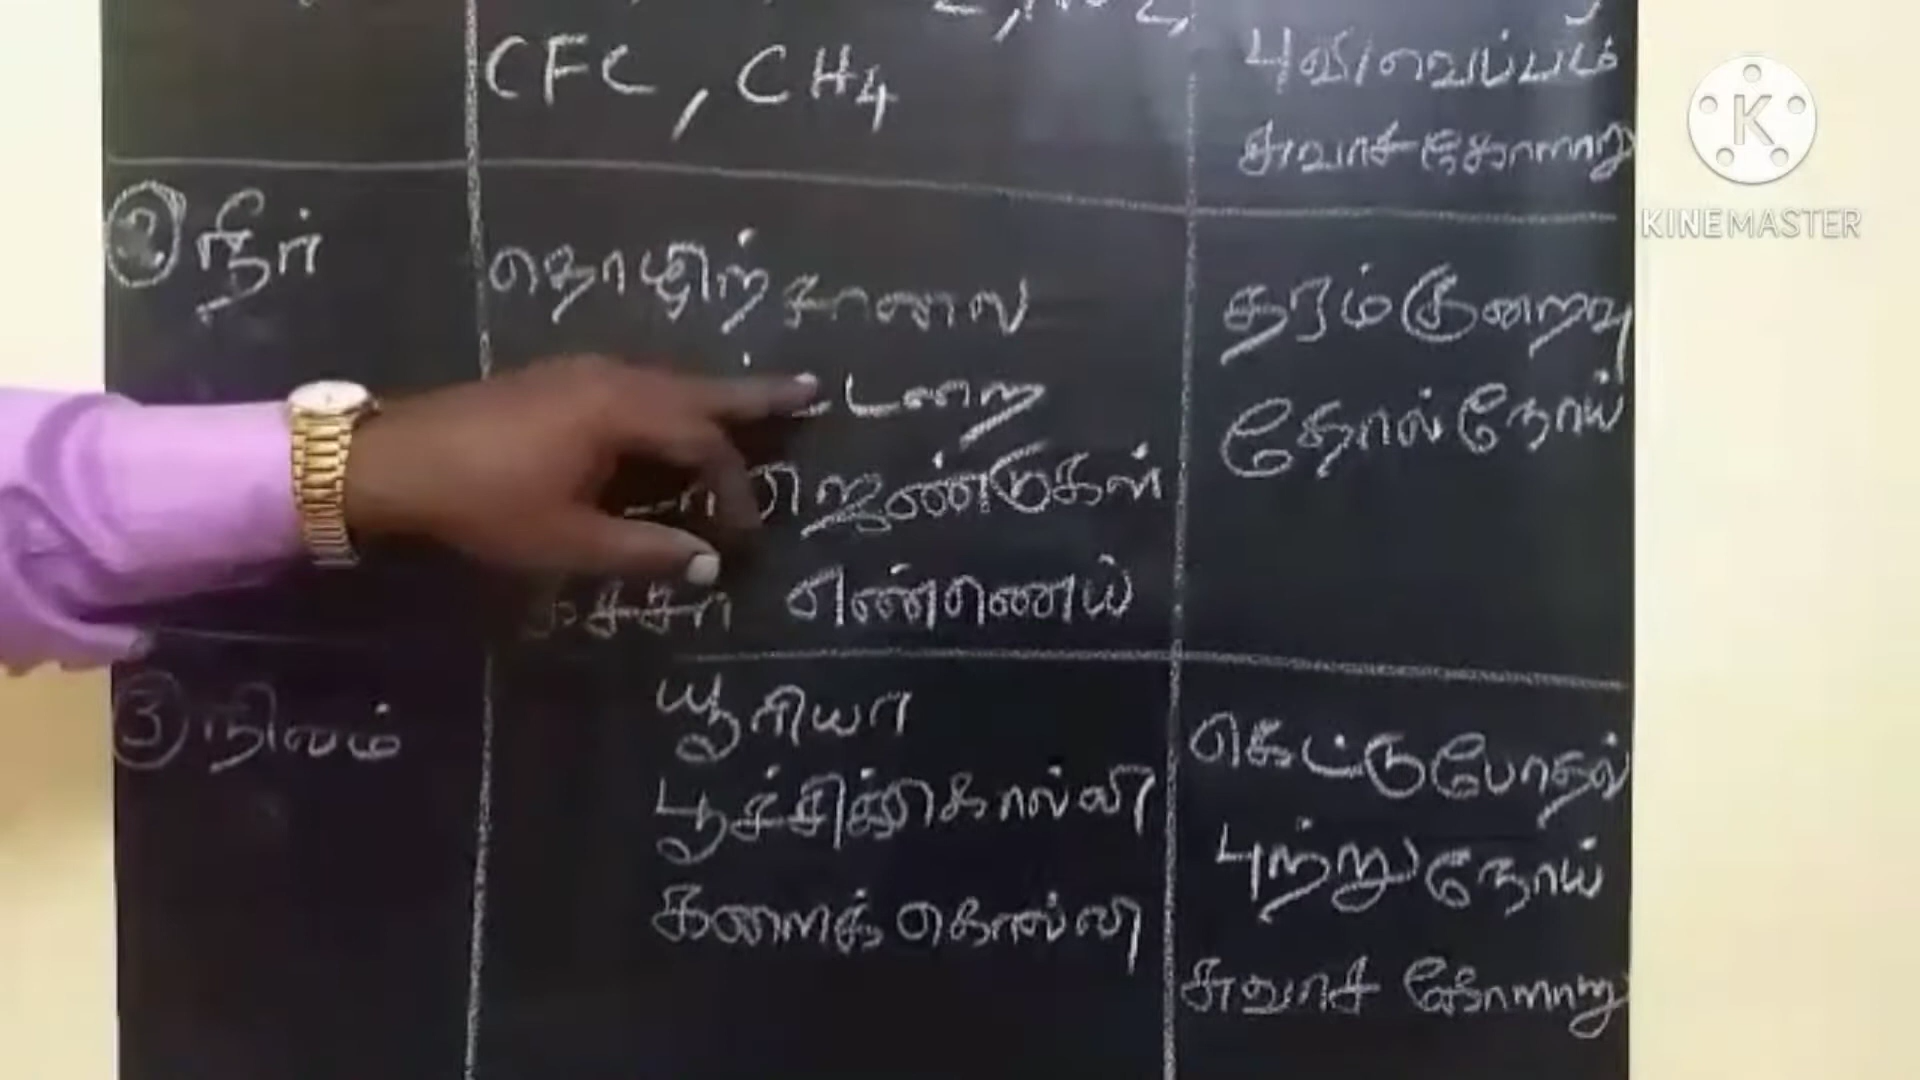 CFC, CH4
புவிவெப்பம்
சுவாசகோளாறு
② நீர்
தொழிற்சாலை
தரம்குறைவு
தோல்நோய்
எண்ணெய்
③ நிலம்
யூரியா
பூச்சிக்கொல்லி
களைக்கொல்லி
கெட்டுபோதல்
புற்றுநோய்
சுவாச கோளாறு
K
KINEMASTER